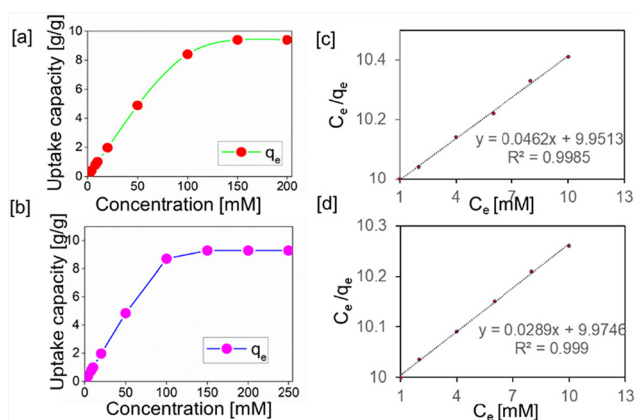 [a]
Uptake capacity [g/g]
10
8
6
4
2
0
0 50 100 150 200
Concentration [mM]
qe
[b]
Uptake capacity [g/g]
10
8
6
4
2
0
0 50 100 150 200 250
Concentration [mM]
qe
[c]
Ce/qe
10.4
10.2
10
y = 0.0462x + 9.9513
R² = 0.9985
1 4 7 10 13
Ce [mM]
[d]
Ce/qe
10.3
10.2
10.1
10
y = 0.0289x + 9.9746
R² = 0.999
1 4 7 10 13
Ce [mM]